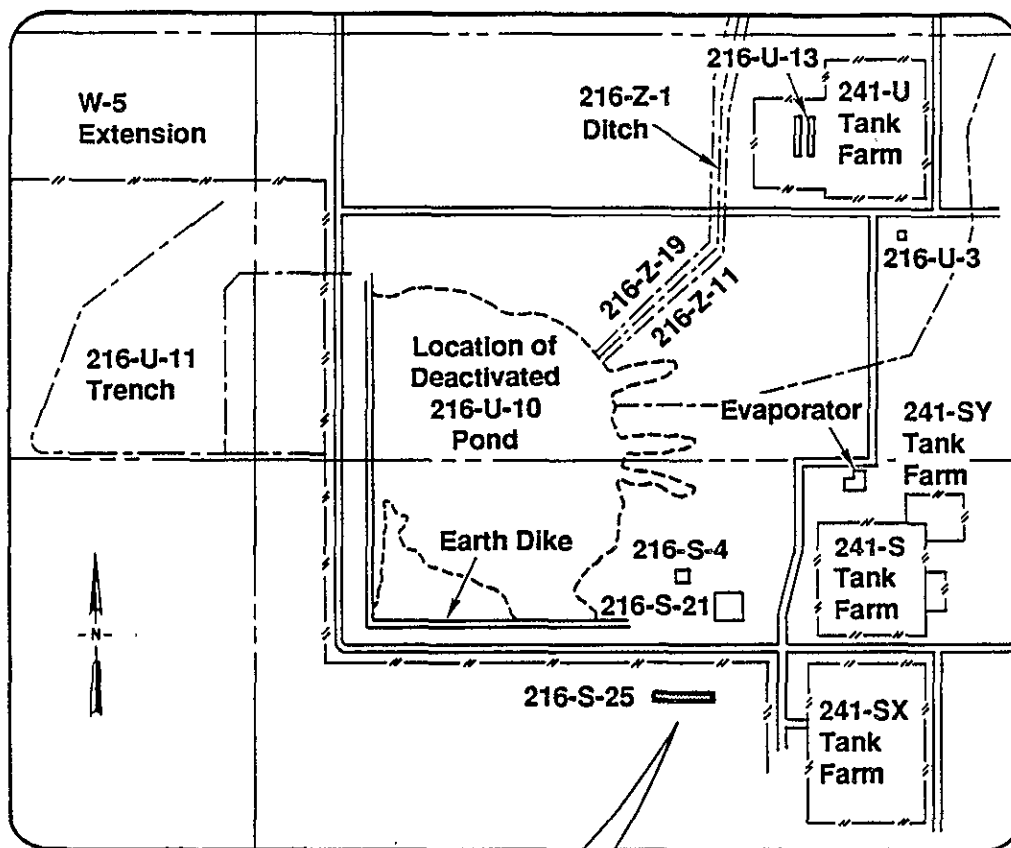 W-5
Extension
216-Z-1
Ditch
216-U-13
241-U
Tank
Farm
216-U-3
216-Z-19
216-Z-11
216-U-11
Trench
Location of
Deactivated
216-U-10
Pond
Evaporator
241-SY
Tank
Farm
Earth Dike
216-S-4
216-S-21
241-S
Tank
Farm
-N-
216-S-25
241-SX
Tank
Farm